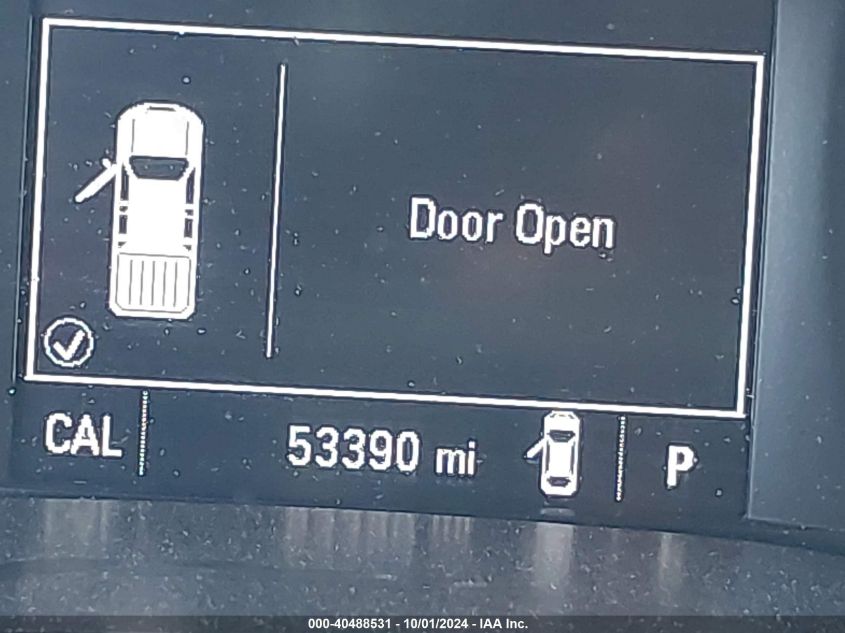 Door Open
CAL 53390 mi P
000-40488531 - 10/01/2024 - IAA Inc.